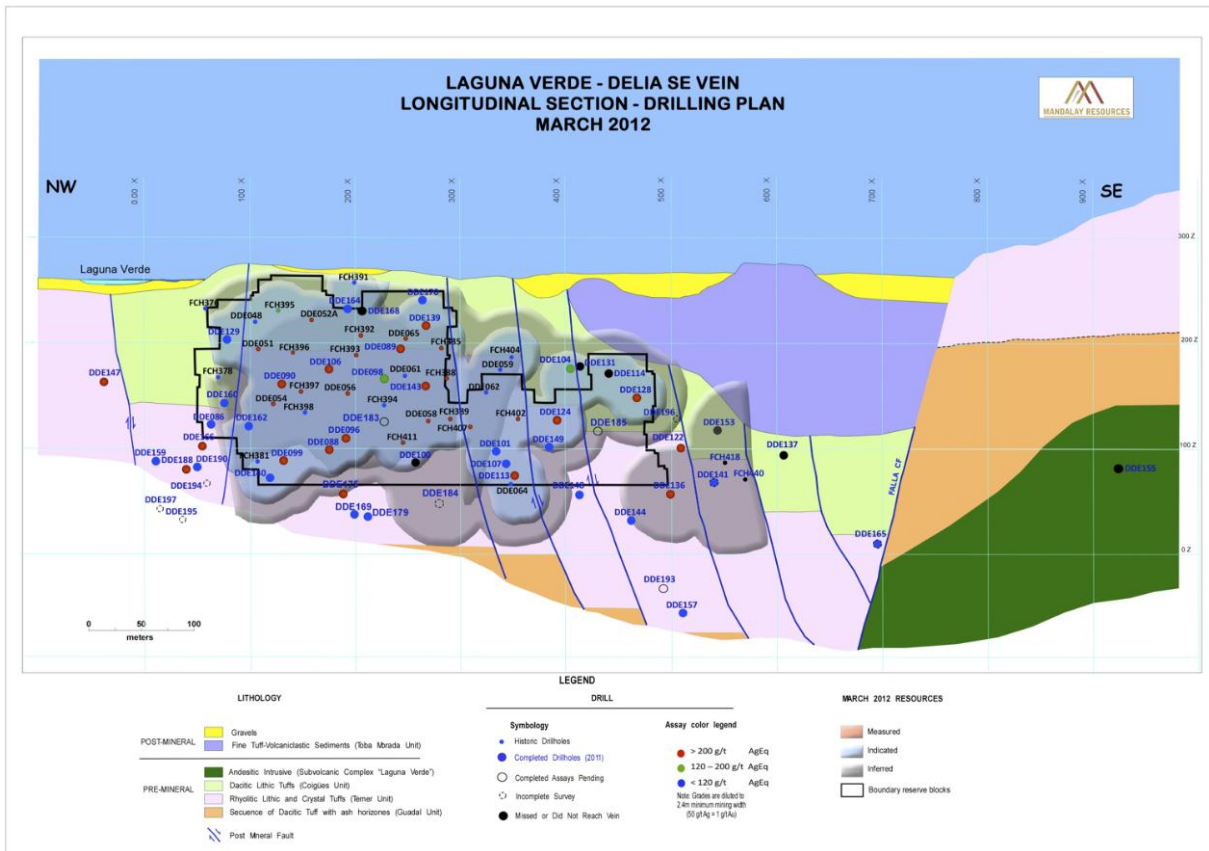 LAGUNA VERDE - DELIA SE VEIN
LONGITUDINAL SECTION - DRILLING PLAN
MARCH 2012
MANDALAY RESOURCES
NW
SE
0.00 X
100 X
200 X
300 X
400 X
500 X
600 X
700 X
800 X
900 X
300 Z
200 Z
100 Z
0 Z
Laguna Verde
FCH391
FCH376
FCH395
DDE164
DDE168
DDE048
DDE052A
DDE139
DDE129
FCH392
DDE065
DDE051
FCH396
FCH393
DDE089
FCH404
DDE104
DDE131
DDE147
FCH378
DDE106
DDE098
DDE061
FCH388
DDE059
DDE114
DDE090
FCH397
DDE056
DDE143
DDE062
DDE128
DDE160
DDE054
FCH398
FCH394
DDE086
DDE162
DDE183
DDE058
FCH389
FCH407
FCH402
DDE124
DDE185
DDE196
DDE153
DDE096
FCH411
DDE088
DDE101
DDE149
DDE122
DDE137
DDE159
DDE188
DDE190
FCH381
DDE099
DDE100
DDE107
FCH418
DDE194
DDE140
DDE113
DDE064
DDE141
FCH440
DDE155
DDE197
DDE195
DDE184
DDE136
DDE169
DDE179
DDE144
DDE165
FALLA CF
DDE193
DDE157
0 50 100
meters
LEGEND
LITHOLOGY
DRILL
MARCH 2012 RESOURCES
POST-MINERAL
Gravels
Fine Tuff-Volcaniclastic Sediments (Toba Morada Unit)
PRE-MINERAL
Andesitic Intrusive (Subvolcanic Complex "Laguna Verde")
Dacitic Lithic Tuffs (Coigües Unit)
Rhyolitic Lithic and Crystal Tuffs (Temer Unit)
Secuence of Dacitic Tuff with ash horizones (Guadal Unit)
Post Mineral Fault
Symbology
Historic Drillholes
Completed Drillholes (2011)
Completed Assays Pending
Incomplete Survey
Missed or Did Not Reach Vein
Assay color legend
> 200 g/t AgEq
120 – 200 g/t AgEq
< 120 g/t AgEq
Note: Grades are diluted to
2.4m minimum mining width
(50 g/t Ag = 1 g/t Au)
Measured
Indicated
Inferred
Boundary reserve blocks